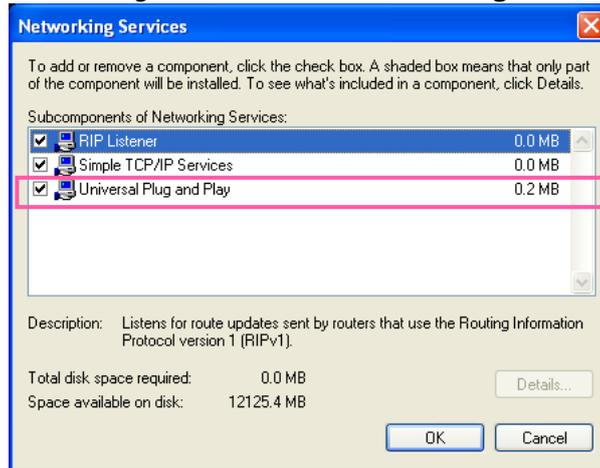 Networking Services
To add or remove a component, click the check box. A shaded box means that only part
of the component will be installed. To see what's included in a component, click Details.
Subcomponents of Networking Services:
RIP Listener 0.0 MB
Simple TCP/IP Services 0.0 MB
Universal Plug and Play 0.2 MB
Description: Listens for route updates sent by routers that use the Routing Information
Protocol version 1 (RIPv1).
Total disk space required: 0.0 MB
Details...
Space available on disk: 12125.4 MB
OK Cancel